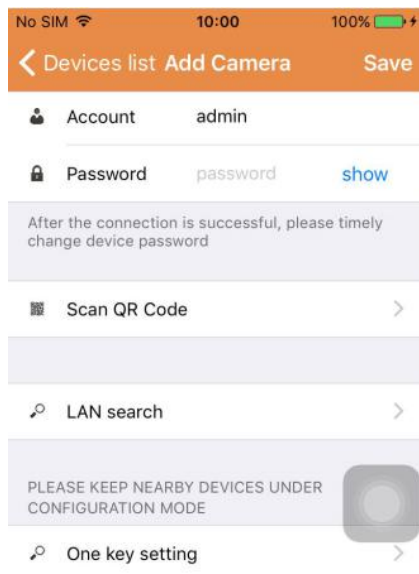 No SIM 10:00 100%
Devices list Add Camera Save
Account admin
Password password show
After the connection is successful, please timely
change device password
Scan QR Code
LAN search
PLEASE KEEP NEARBY DEVICES UNDER
CONFIGURATION MODE
One key setting